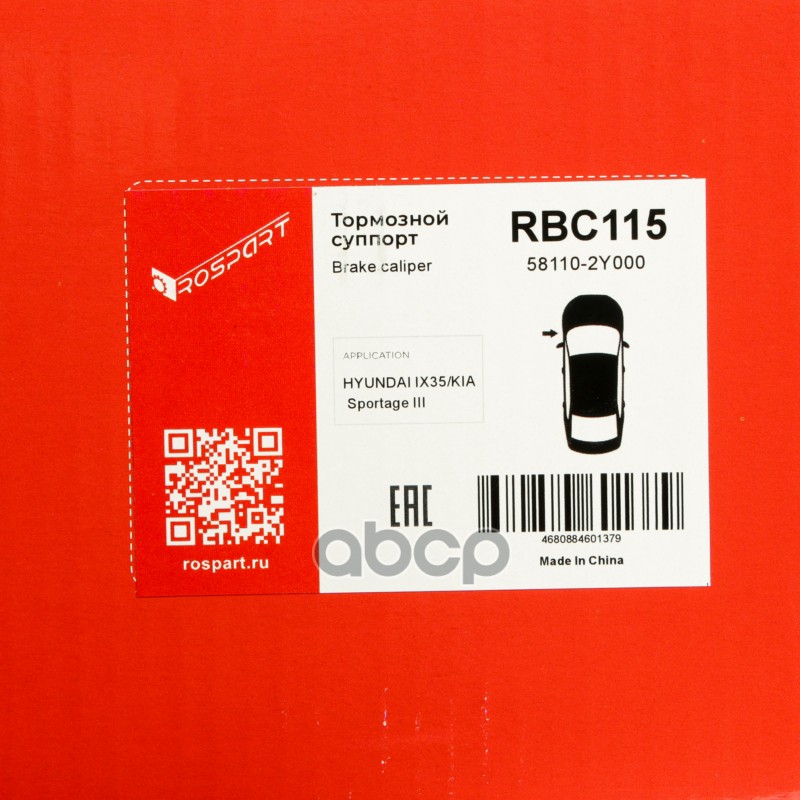 ROSPART
Тормозной
суппорт
Brake caliper
RBC115
58110-2Y000
APPLICATION
HYUNDAI IX35/KIA
Sportage III
EAC
4680884601379
Made In China
rospart.ru
abcp